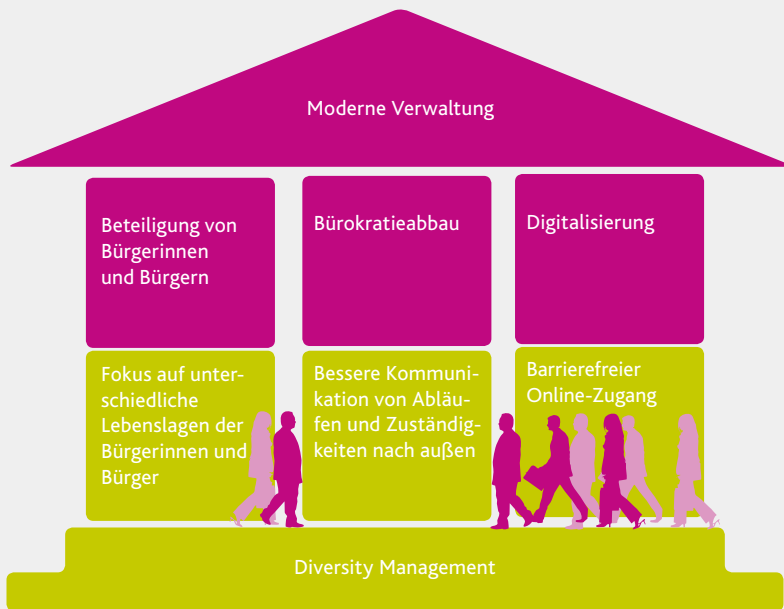 Moderne Verwaltung
Beteiligung von
Bürgerinnen
und Bürgern
Bürokratieabbau
Digitalisierung
Fokus auf unter-
schiedliche
Lebenslagen der
Bürgerinnen und
Bürger
Bessere Kommuni-
kation von Abläu-
fen und Zuständig-
keiten nach außen
Barrierefreier
Online-Zugang
Diversity Management